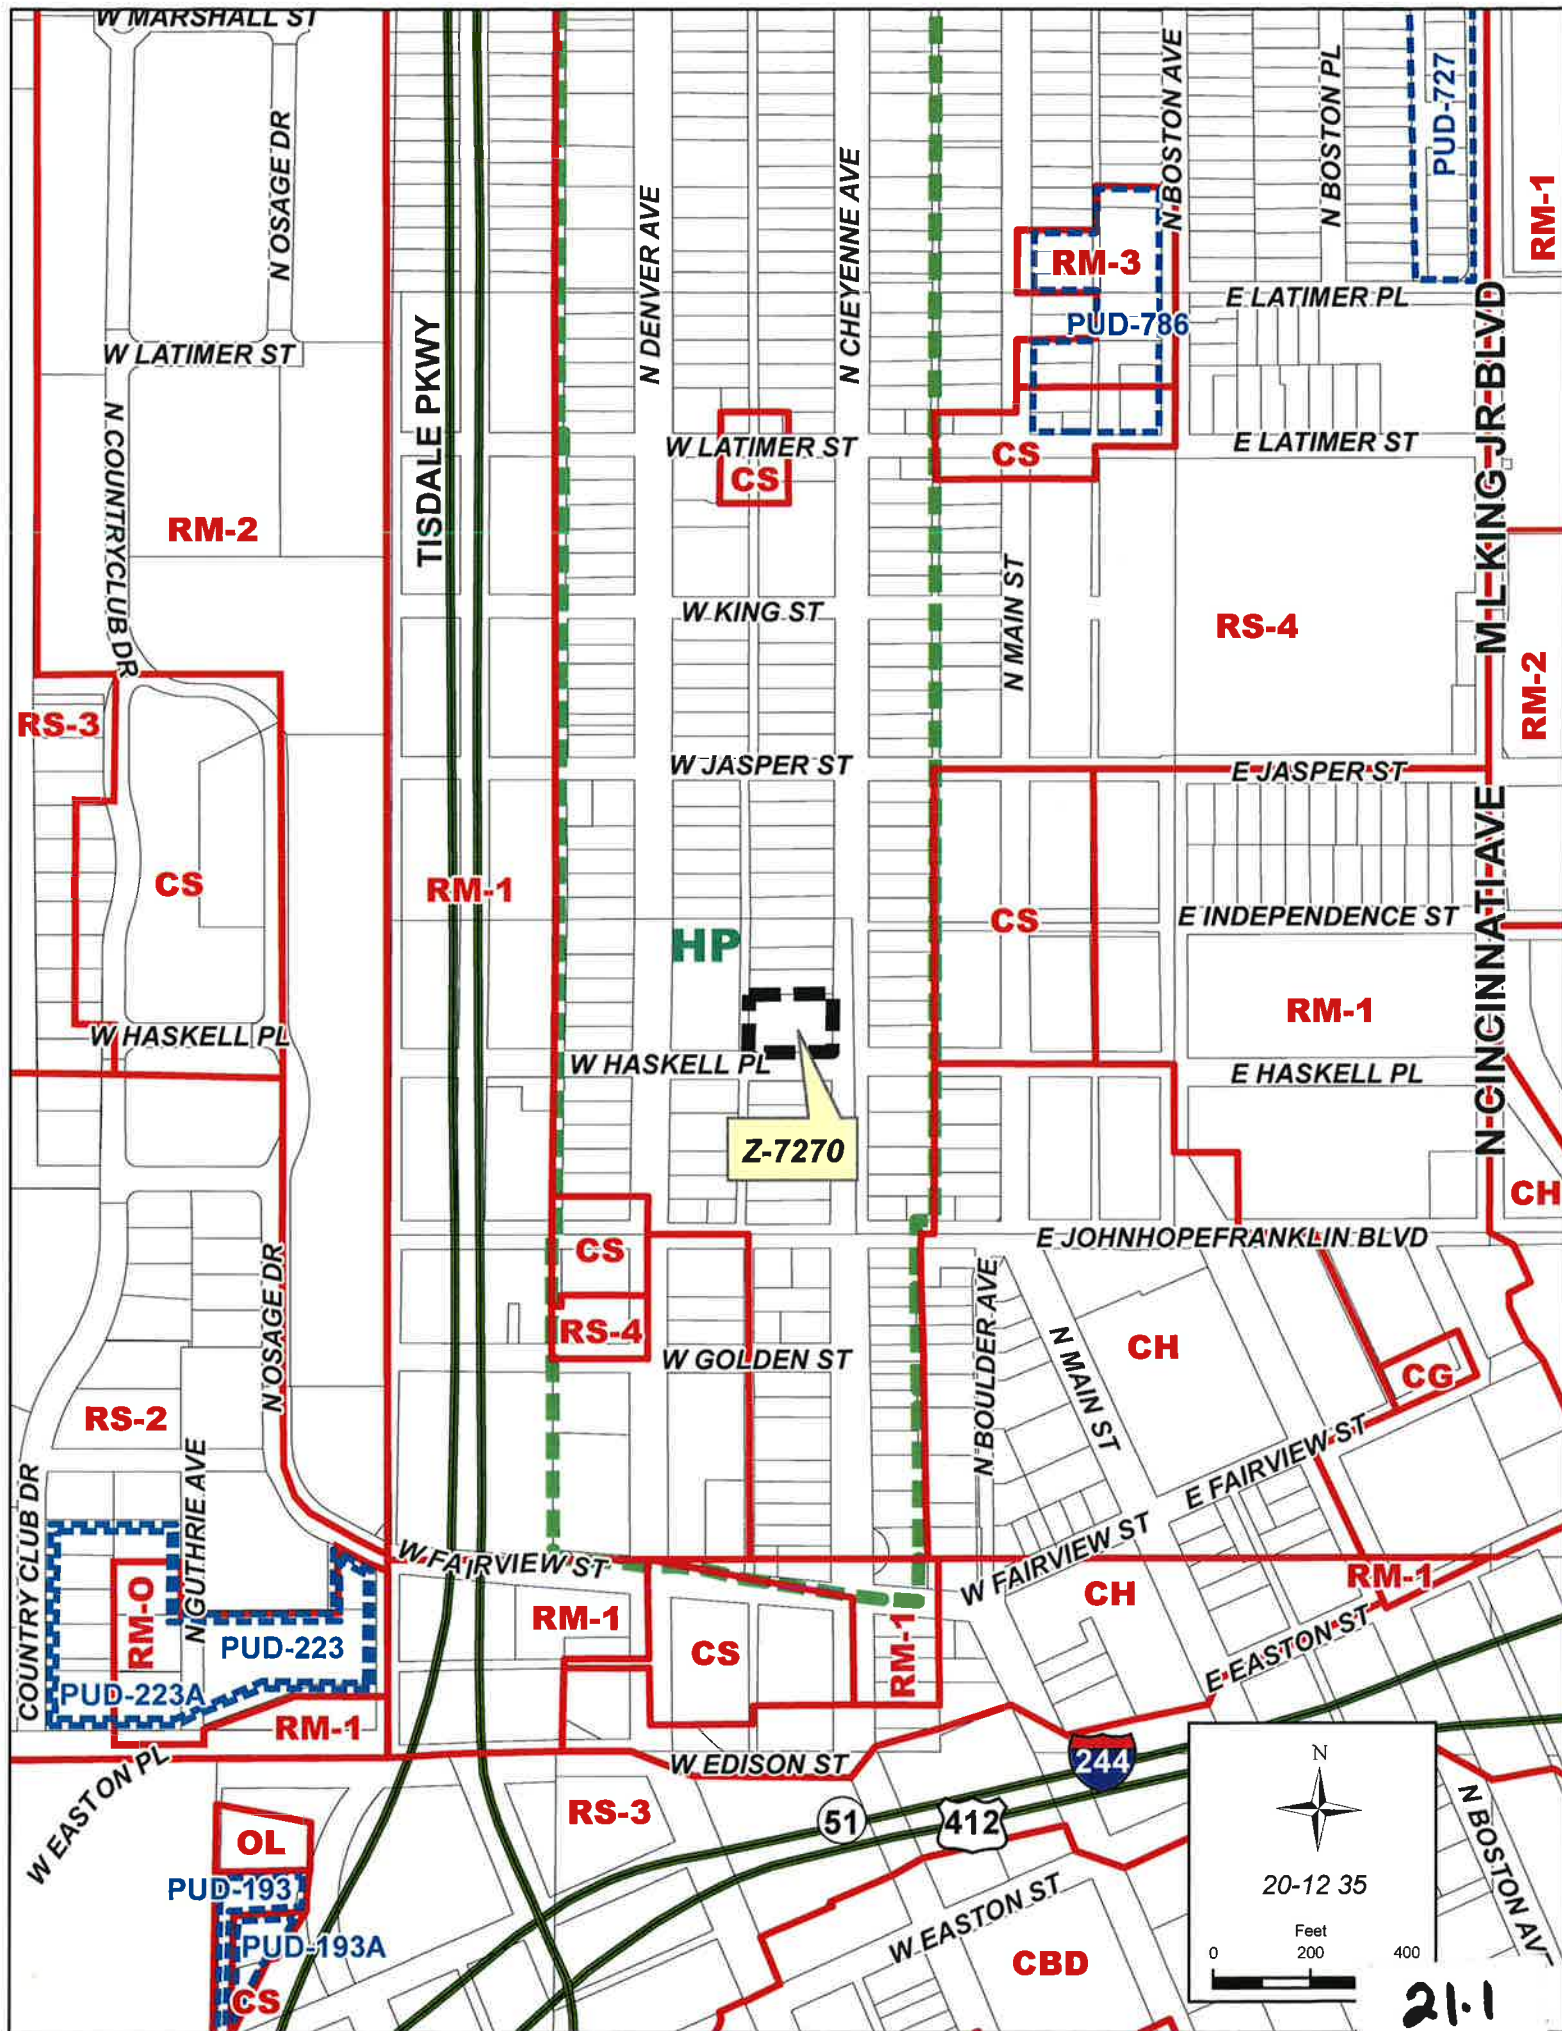 W MARSHALL ST
N OSAGE DR
N BOSTON AVE
N BOSTON PL
PUD-727
RM-1
N DENVER AVE
N CHEYENNE AVE
RM-3
PUD-786
E LATIMER PL
W LATIMER ST
TISDALE PKWY
M L KING JR BLVD
N COUNTRYCLUB DR
W LATIMER ST
CS
CS
E LATIMER ST
RM-2
W KING ST
N MAIN ST
RS-4
RM-2
RS-3
W JASPER ST
E JASPER ST
CS
RM-1
CS
E INDEPENDENCE ST
HP
N CINCINNATI AVE
RM-1
W HASKELL PL
W HASKELL PL
E HASKELL PL
Z-7270
CH
CS
E JOHNHOPEFRANKLIN BLVD
N OSAGE DR
RS-4
W GOLDEN ST
N BOULDER AVE
N MAIN ST
CH
CG
RS-2
N GUTHRIE AVE
COUNTRY CLUB DR
E FAIRVIEW ST
W FAIRVIEW ST
W FAIRVIEW ST
RM-O
RM-1
CS
RM-1
CH
RM-1
PUD-223
PUD-223A
RM-1
E EASTON ST
W EASTON PL
W EDISON ST
244
RS-3
51
412
N
N BOSTON AVE
OL
PUD-193
20-12 35
PUD-193A
W EASTON ST
CBD
Feet
0 200 400
CS
21.1